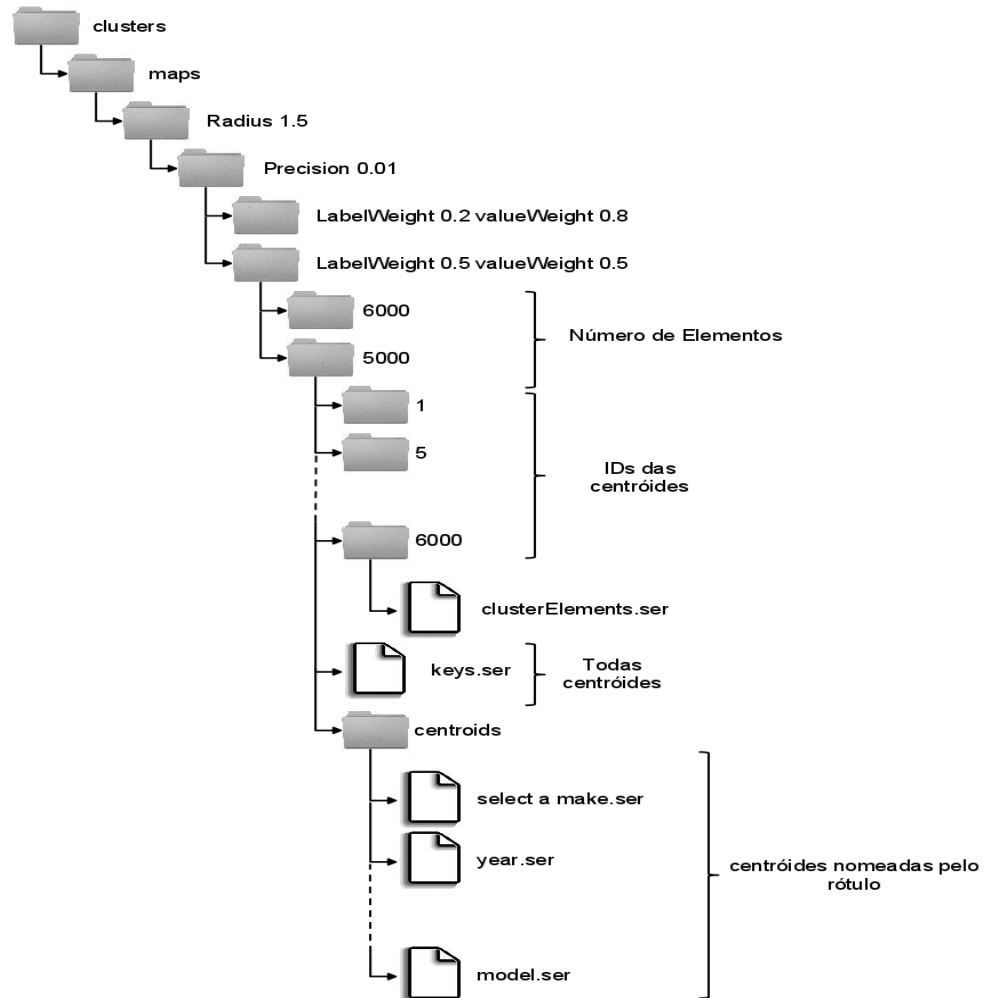 clusters
maps
Radius 1.5
Precision 0.01
LabelWeight 0.2 valueWeight 0.8
LabelWeight 0.5 valueWeight 0.5
6000
Número de Elementos
5000
1
5
IDs das
centróides
6000
clusterElements.ser
keys.ser
Todas
centróides
centroids
select a make.ser
year.ser
centróides nomeadas pelo
rótulo
model.ser